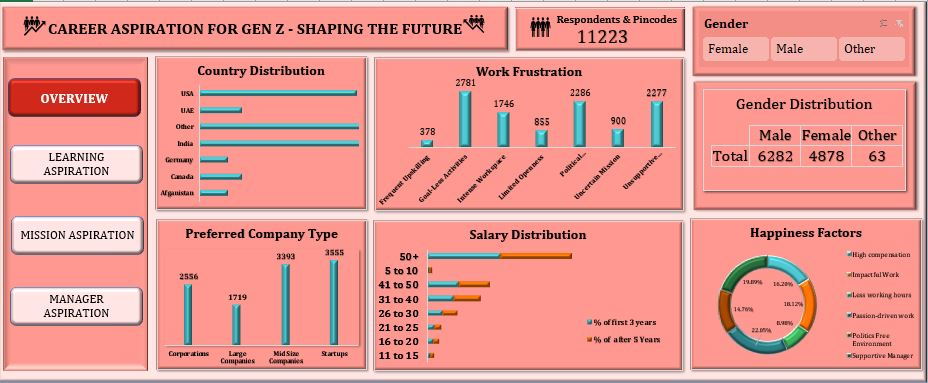 CAREER ASPIRATION FOR GEN Z - SHAPING THE FUTURE
Respondents & Pincodes
11223
Gender
Female
Male
Other
OVERVIEW
LEARNING
ASPIRATION
MISSION ASPIRATION
MANAGER
ASPIRATION
Country Distribution
USA
UAE
Other
India
Germany
Canada
Afganistan
Work Frustration
378
2781
1746
855
2286
900
2277
Frequent Upskilling
Goal-Less Activities
Intense Workspace
Limited Openness
Political...
Uncertain Mission
Unsupportive...
Gender Distribution
Male Female Other
Total 6282 4878 63
Preferred Company Type
2556
1719
3393
3555
Corporations
Large
Companies
Mid Size
Companies
Startups
Salary Distribution
50+
5 to 10
41 to 50
31 to 40
26 to 30
21 to 25
16 to 20
11 to 15
% of first 3 years
% of after 5 Years
Happiness Factors
19.89%
16.20%
18.12%
8.98%
22.05%
14.76%
High compensation
Impactful Work
Less working hours
Passion-driven work
Politics Free
Environment
Supportive Manager